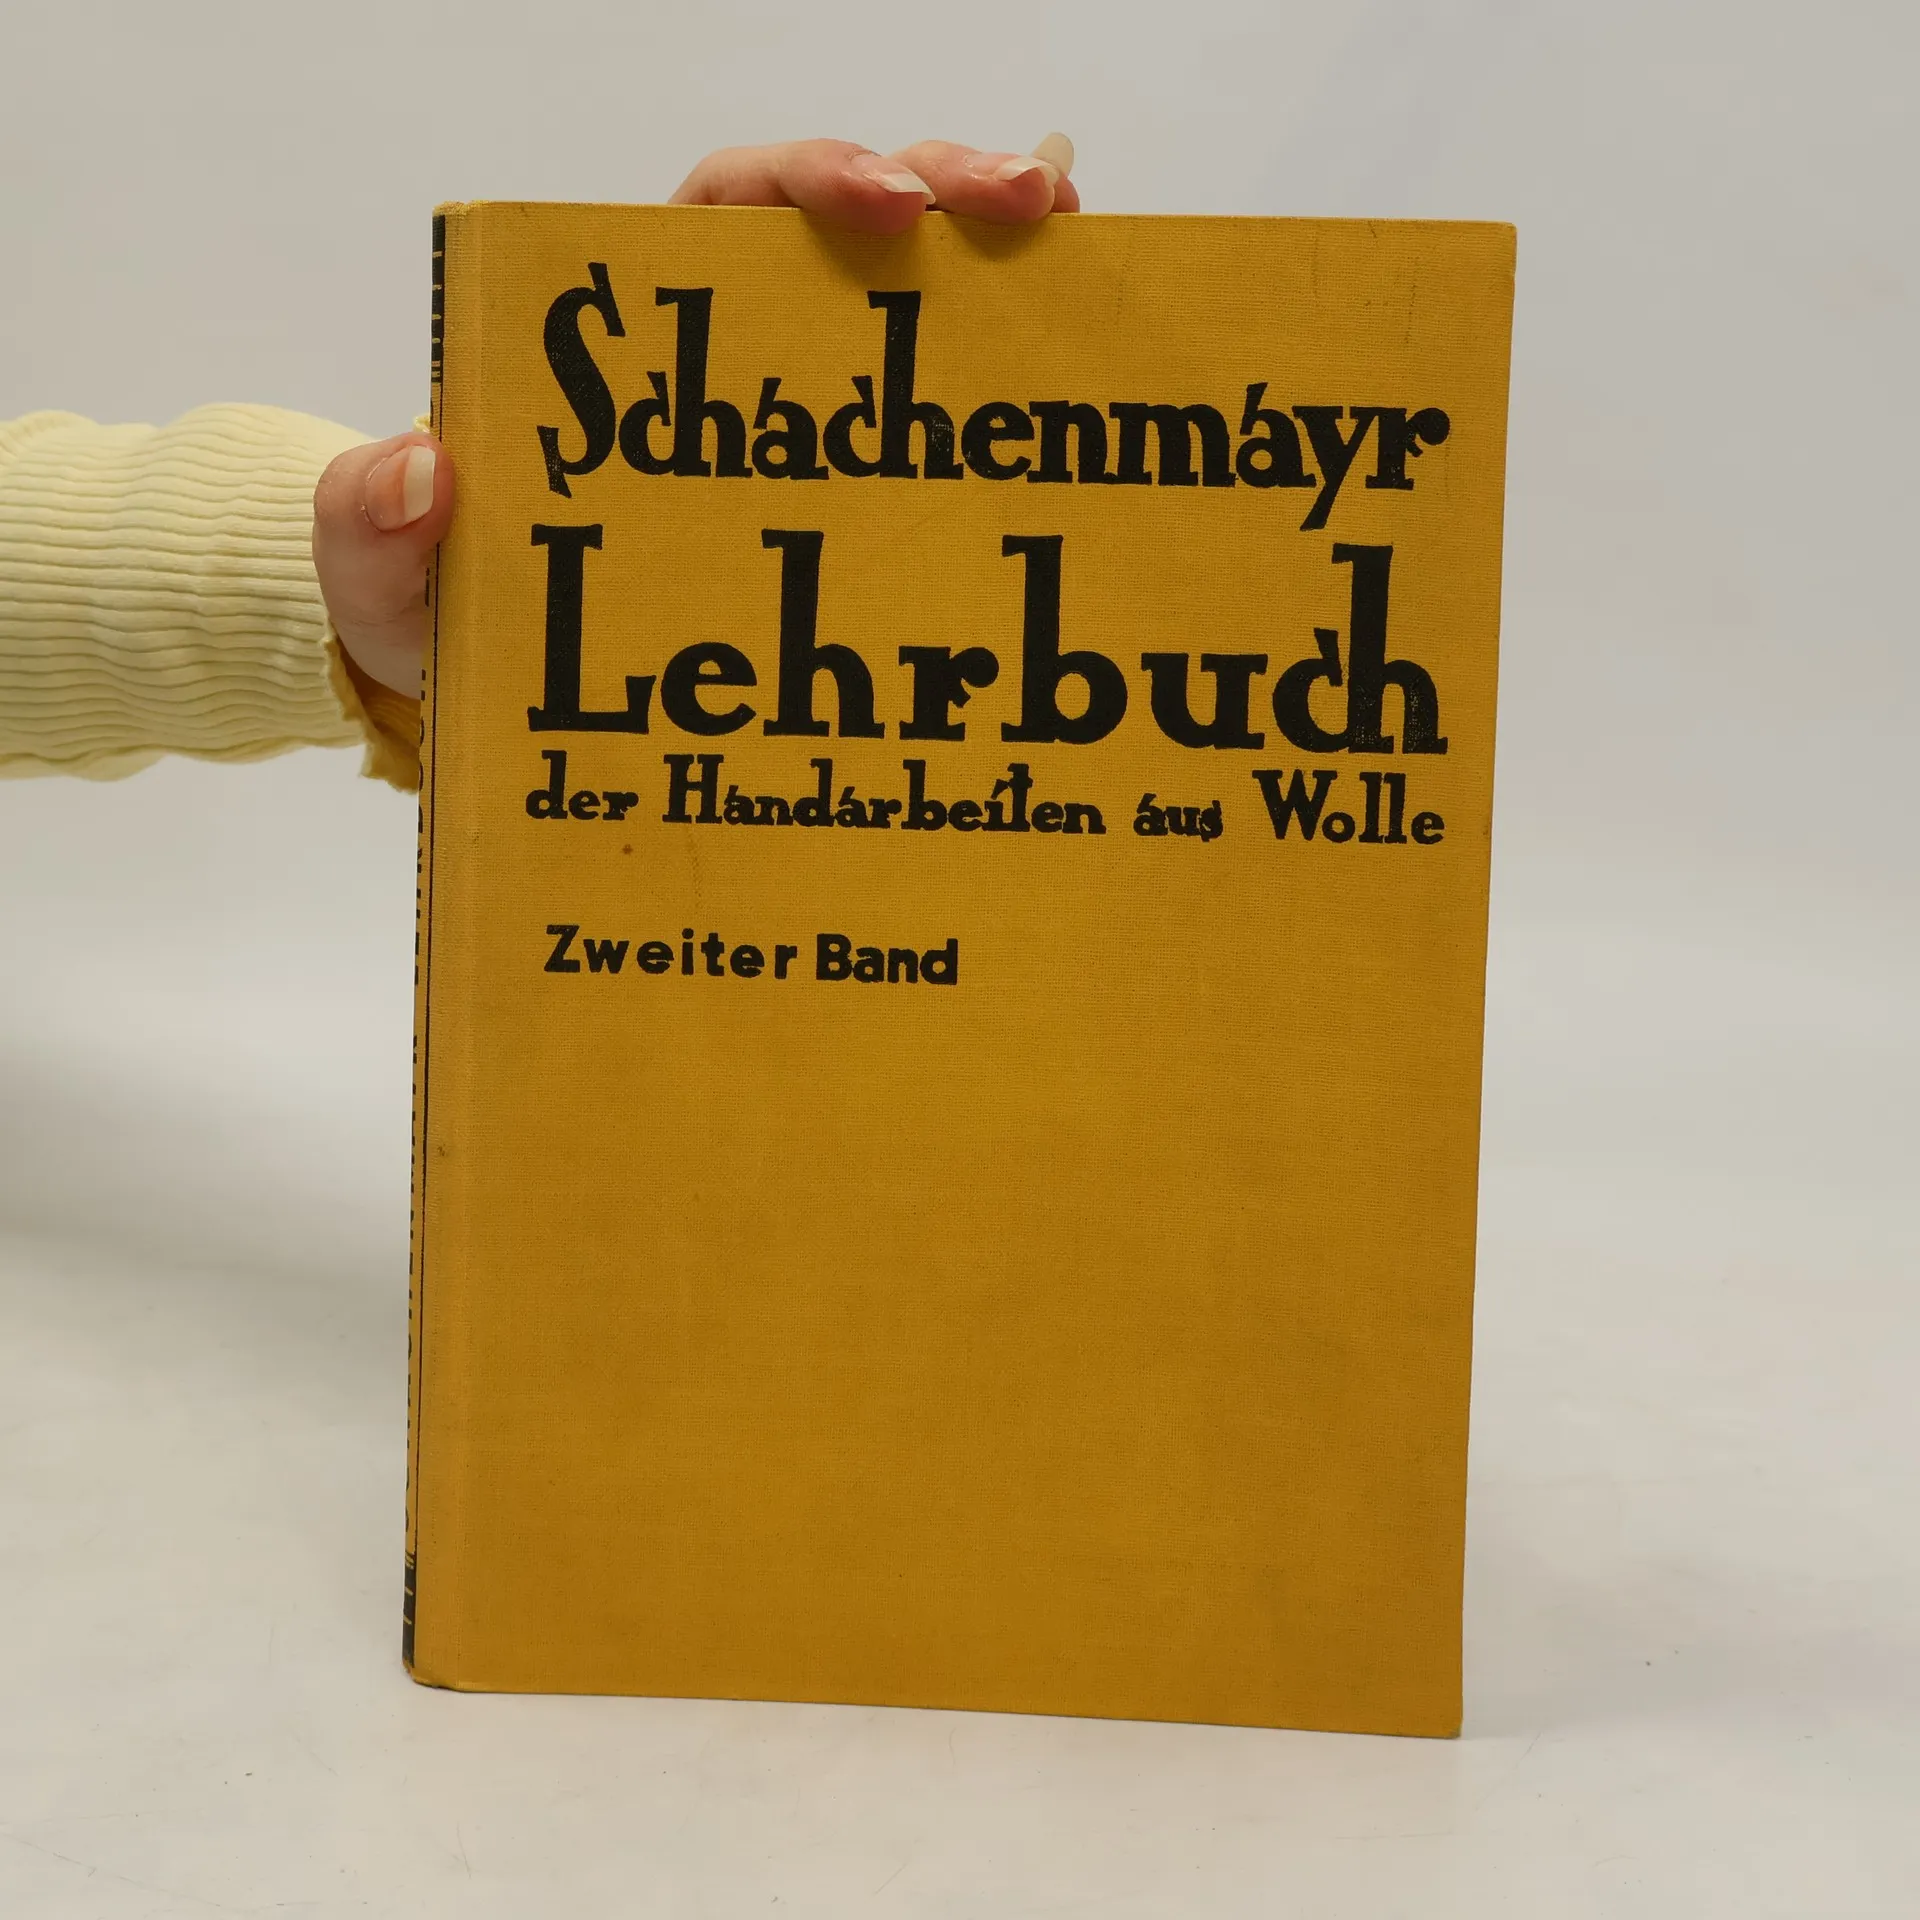 Schachenmayr
Lehrbuch
der Handarbeiten aus Wolle
Zweiter Band